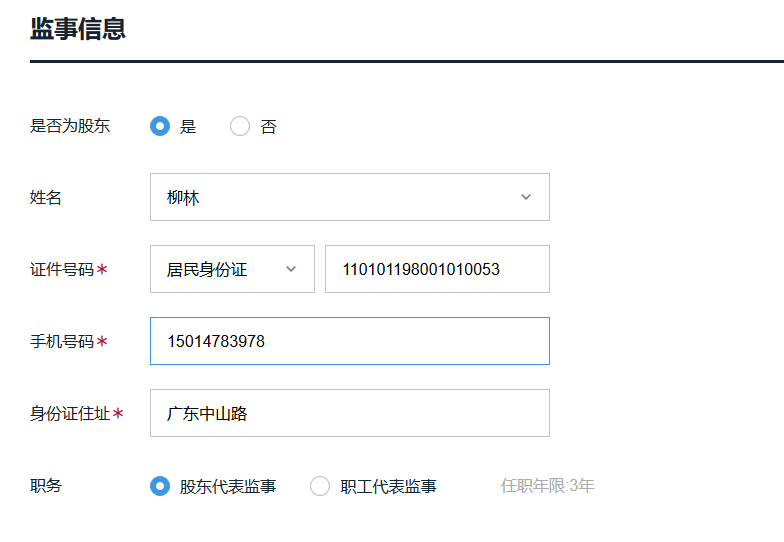 监事信息
是否为股东 是 否
姓名 柳林
证件号码* 居民身份证 110101198001010053
手机号码* 15014783978
身份证住址* 广东中山路
职务 股东代表监事 职工代表监事 任职年限:3年